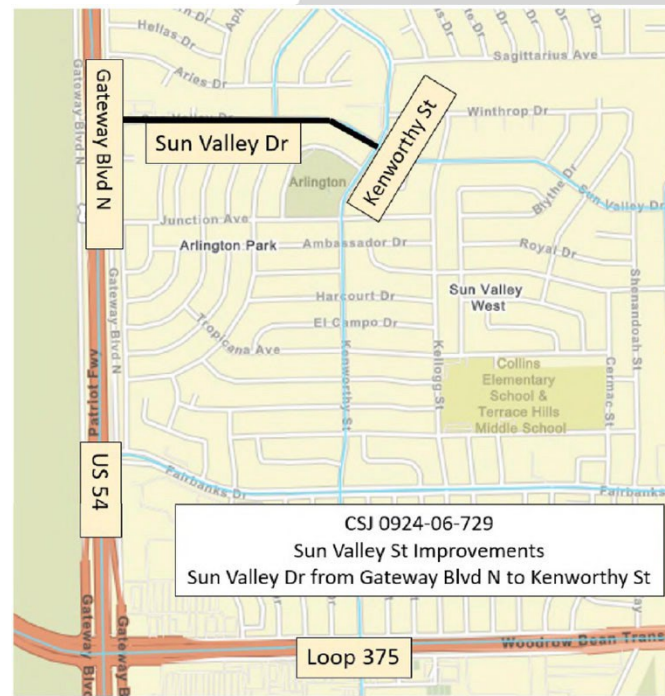 Hellas Dr
Aries Dr
Sagittarius Ave
Gateway Blvd N
Gateway Blvd N
Winthrop Dr
Kenworthy St
Sun Valley Dr
Arlington
Blythe Dr
Sun Valley Dr
Junction Ave
Arlington Park
Ambassador Dr
Royal Dr
Shenandoah St
Gateway Blvd N
Harcourt Dr
Sun Valley
West
El Campo Dr
Tropicana Ave
Kenworthy St
Kellogg St
Cermac St
Collins
Elementary
School &
Terrace Hills
Middle School
Patriot Fwy
US 54
Fairbanks Dr
Fairbanks
CSJ 0924-06-729
Sun Valley St Improvements
Sun Valley Dr from Gateway Blvd N to Kenworthy St
Gateway Blvd
Gateway Blvd
Loop 375
Woodrow Bean Trans